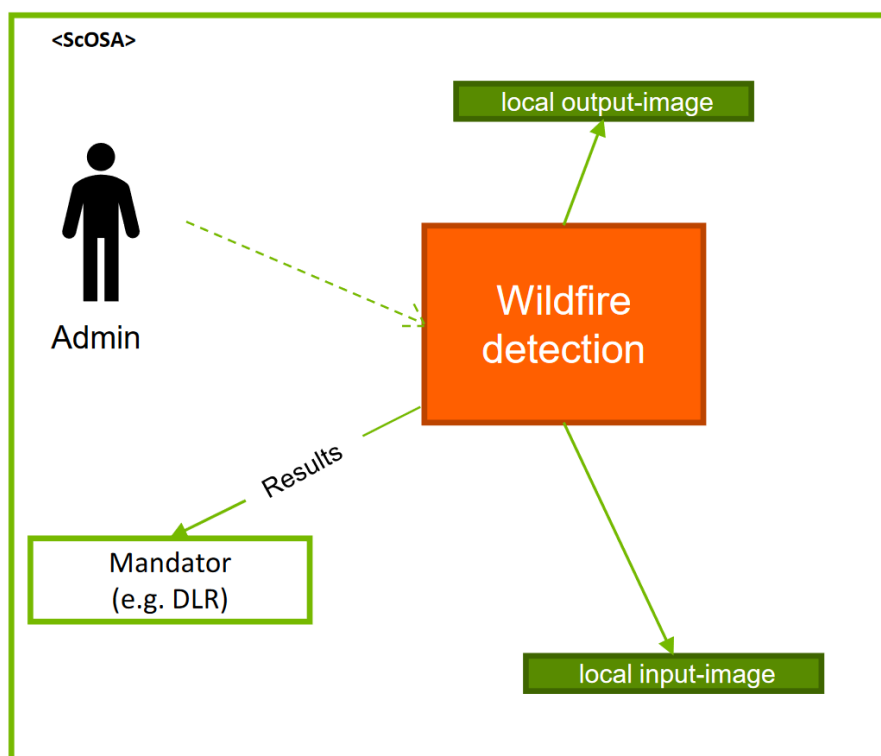 <ScOSA>
local output-image
Wildfire
detection
Admin
Results
Mandator
(e.g. DLR)
local input-image